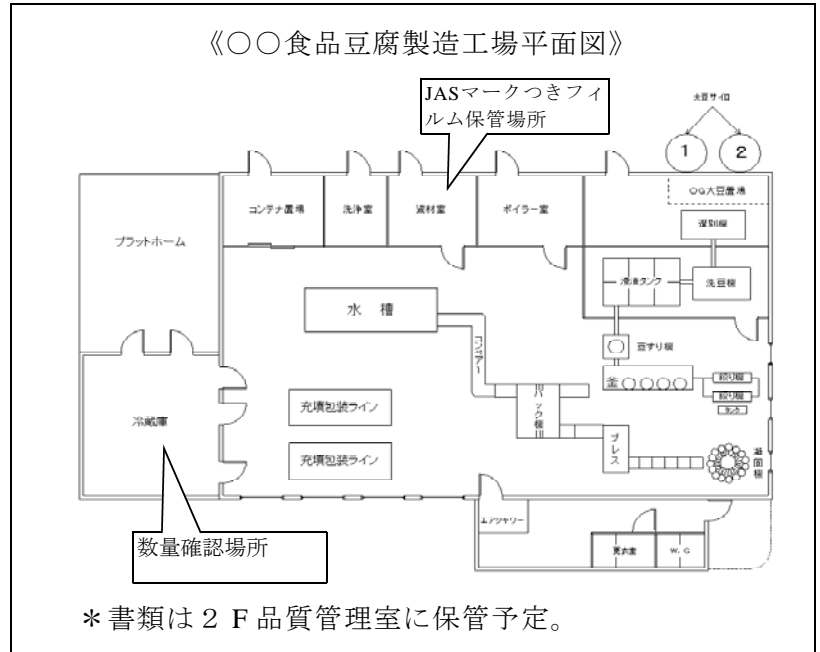 《○○食品豆腐製造工場平面図》
JASマークつきフィ
ルム保管場所
大豆サイロ
1
2
コンテナ置場
洗浄室
資材室
ボイラー室
OG大豆置場
選別機
プラットホーム
浸漬タンク
洗豆機
水槽
コンベアー
豆すり機
釜
絞り機
絞り機
タンク
パック機
充填包装ライン
冷蔵庫
プレス
凝固機
充填包装ライン
エアシャワー
数量確認場所
更衣室
W.C
＊書類は２Ｆ品質管理室に保管予定。